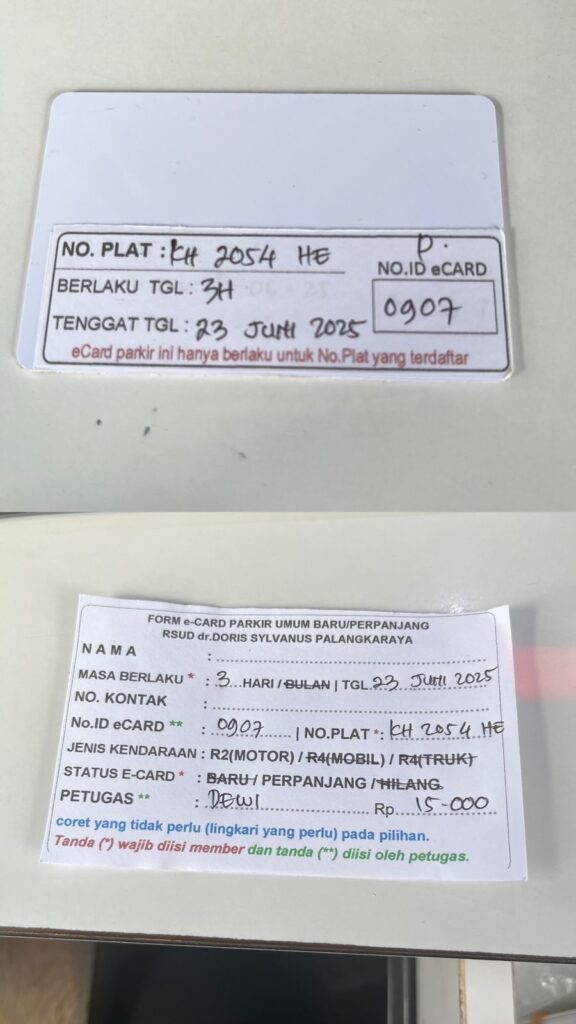 NO. PLAT : KH 2054 HE
P.
NO.ID eCARD
BERLAKU TGL : 3H
0907
TENGGAT TGL : 23 JUNI 2025
eCard parkir ini hanya berlaku untuk No.Plat yang terdaftar
FORM e-CARD PARKIR UMUM BARU/PERPANJANG
RSUD dr.DORIS SYLVANUS PALANGKARAYA
NAMA :
MASA BERLAKU * : 3 HARI / BULAN | TGL 23 JUNI 2025
NO. KONTAK :
No.ID eCARD ** : 0907 | NO.PLAT * : KH 2054 HE
JENIS KENDARAAN : R2(MOTOR) / R4(MOBIL) / R4(TRUK)
STATUS E-CARD * : BARU / PERPANJANG / HILANG
PETUGAS ** : DEWI Rp 15-000
coret yang tidak perlu (lingkari yang perlu) pada pilihan.
Tanda (*) wajib diisi member dan tanda (**) diisi oleh petugas.